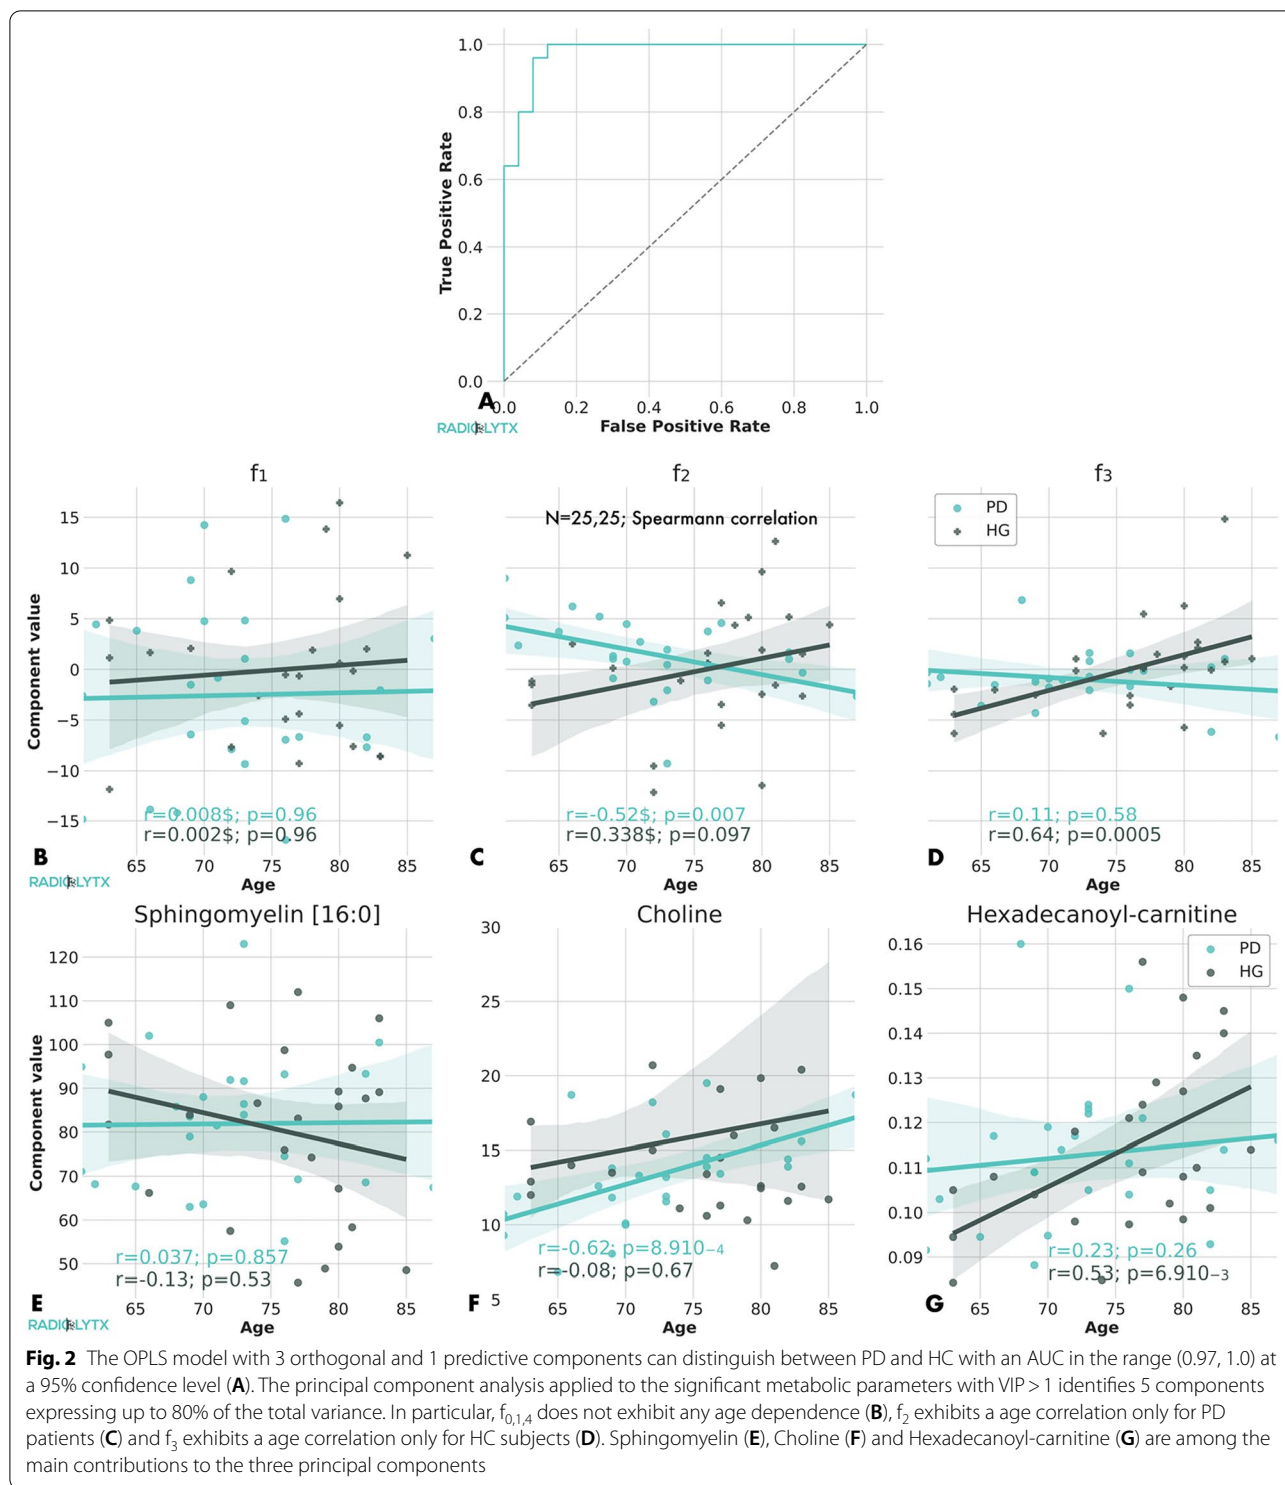 1.0
0.8
0.6
0.4
0.2
0.0
True Positive Rate
A
0.0 0.2 0.4 0.6 0.8 1.0
False Positive Rate
RADIOLYTX
f1 f2 f3
N=25,25; Spearmann correlation
PD
HG
15
10
5
0
−5
−10
−15
Component value
r=0.008$; p=0.96
r=0.002$; p=0.96
r=-0.52$; p=0.007
r=0.338$; p=0.097
r=0.11; p=0.58
r=0.64; p=0.0005
B C D
65 70 75 80 85 65 70 75 80 85 65 70 75 80 85
Age Age Age
RADIOLYTX
Sphingomyelin [16:0] Choline Hexadecanoyl-carnitine
120
110
100
90
80
70
60
50
Component value
r=0.037; p=0.857
r=-0.13; p=0.53
E
65 70 75 80 85
Age
RADIOLYTX
30
25
20
15
10
5
r=-0.62; p=8.910−4
r=-0.08; p=0.67
F
65 70 75 80 85
Age
0.16
0.15
0.14
0.13
0.12
0.11
0.10
0.09
PD
HG
r=0.23; p=0.26
r=0.53; p=6.910−3
G
65 70 75 80 85
Age
Fig. 2 The OPLS model with 3 orthogonal and 1 predictive components can distinguish between PD and HC with an AUC in the range (0.97, 1.0) at
a 95% confidence level (A). The principal component analysis applied to the significant metabolic parameters with VIP > 1 identifies 5 components
expressing up to 80% of the total variance. In particular, f0,1,4 does not exhibit any age dependence (B), f2 exhibits a age correlation only for PD
patients (C) and f3 exhibits a age correlation only for HC subjects (D). Sphingomyelin (E), Choline (F) and Hexadecanoyl-carnitine (G) are among the
main contributions to the three principal components